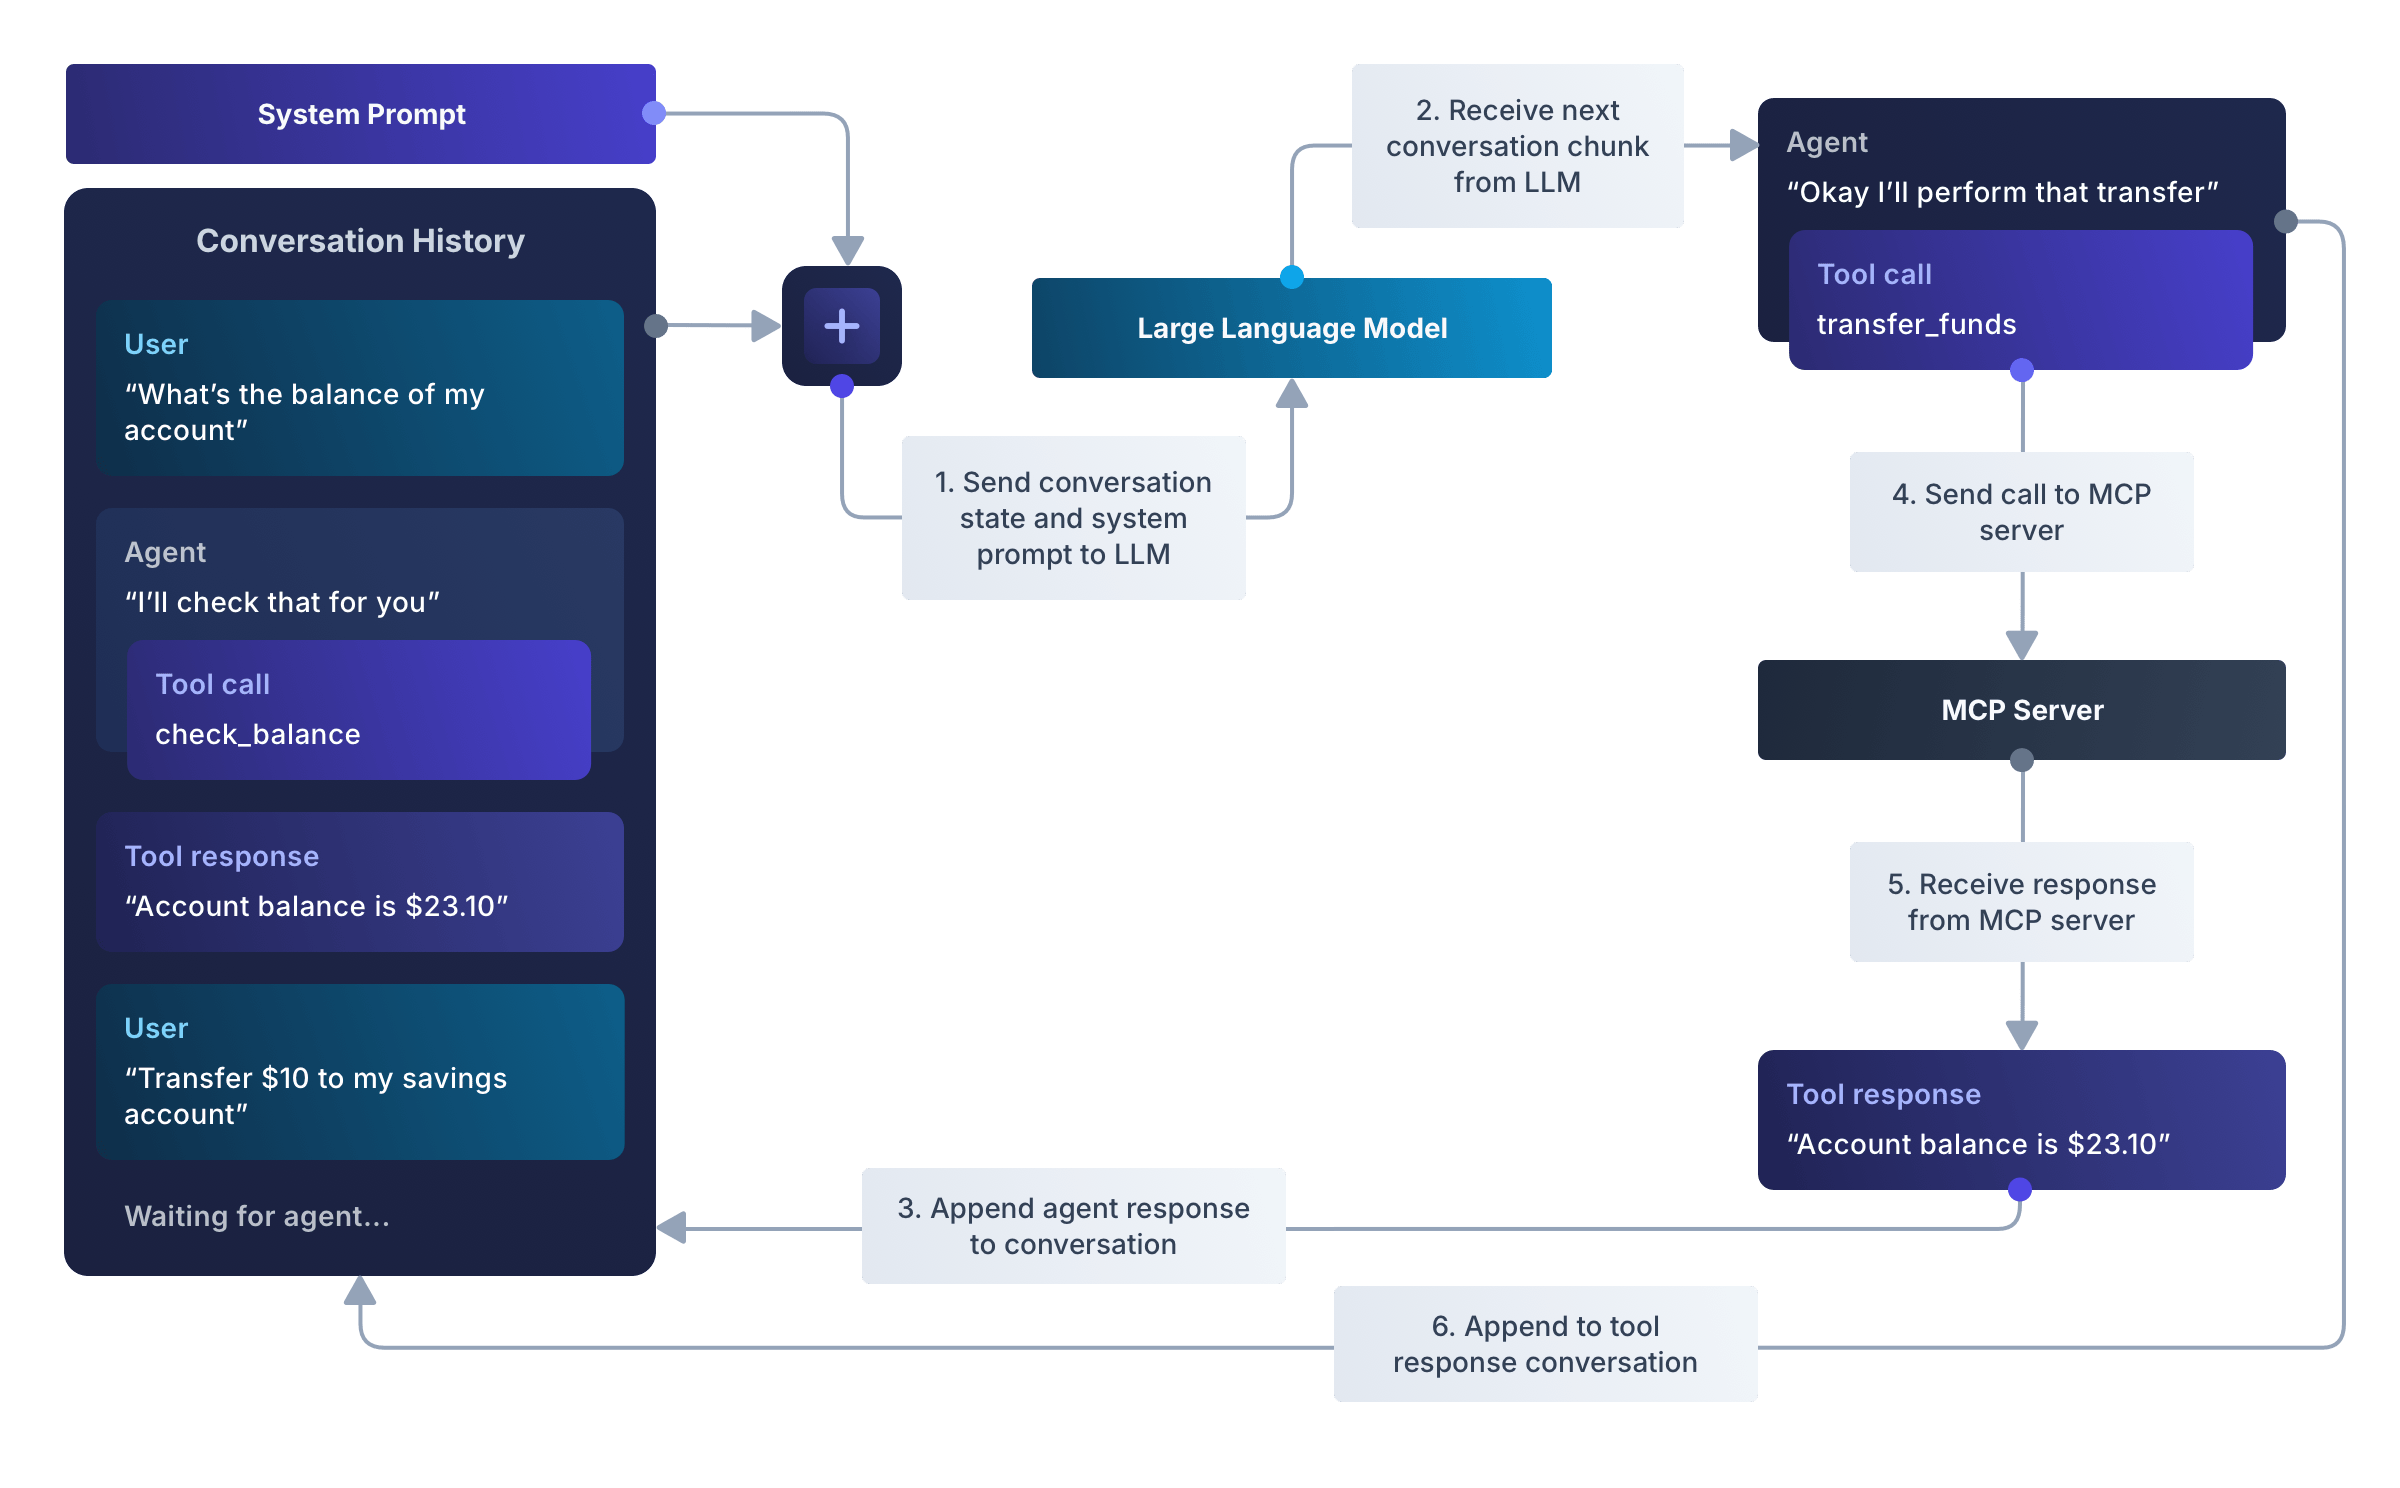 System Prompt
Conversation History
User
“What’s the balance of my
account”
Agent
“I’ll check that for you”
Tool call
check_balance
Tool response
“Account balance is $23.10”
User
“Transfer $10 to my savings
account”
Waiting for agent...
1. Send conversation
state and system
prompt to LLM
Large Language Model
2. Receive next
conversation chunk
from LLM
Agent
“Okay I’ll perform that transfer”
Tool call
transfer_funds
4. Send call to MCP
server
MCP Server
5. Receive response
from MCP server
Tool response
“Account balance is $23.10”
3. Append agent response
to conversation
6. Append to tool
response conversation